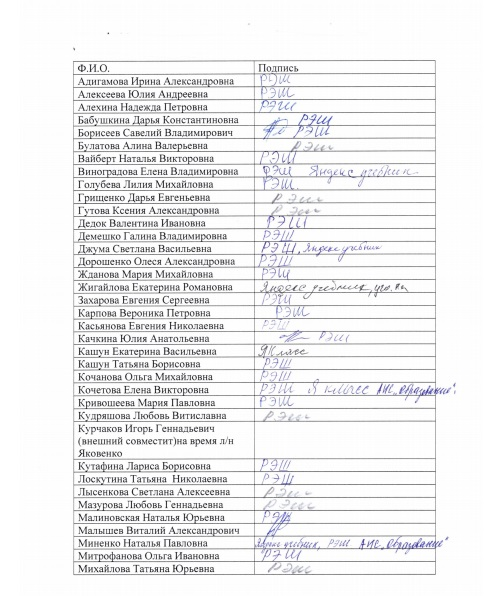 Ф.И.О. Подпись
Адигамова Ирина Александровна РЭШ
Алексеева Юлия Андреевна РЭШ
Алехина Надежда Петровна РЭШ
Бабушкина Дарья Константиновна РЭШ
Борисеев Савелий Владимирович РЭШ
Булатова Алина Валерьевна РЭШ
Вайберт Наталья Викторовна РЭШ
Виноградова Елена Владимировна РЭШ Яндекс учебник
Голубева Лилия Михайловна РЭШ.
Грищенко Дарья Евгеньевна РЭШ
Гутова Ксения Александровна РЭШ
Дедок Валентина Ивановна РЭШ
Демешко Галина Владимировна РЭШ
Джума Светлана Васильевна РЭШ, Яндекс учебник
Дорошенко Олеся Александровна РЭШ
Жданова Мария Михайловна РЭШ
Жигайлова Екатерина Романовна Яндекс учебник,
Захарова Евгения Сергеевна РЭШ
Карпова Вероника Петровна РЭШ
Касьянова Евгения Николаевна РЭШ
Качкина Юлия Анатольевна РЭШ
Кашун Екатерина Васильевна ЯКласс
Кашун Татьяна Борисовна РЭШ
Кочанова Ольга Михайловна РЭШ
Кочетова Елена Викторовна РЭШ Я класс АИС „Образование"
Кривошеева Мария Павловна РЭШ
Кудряшова Любовь Витиславна РЭШ
Курчаков Игорь Геннадьевич
(внешний совместит)на время л/н
Яковенко
Кутафина Лариса Борисовна РЭШ
Лоскутина Татьяна Николаевна РЭШ
Лысенкова Светлана Алексеевна РЭШ
Мазурова Любовь Геннадьевна РЭШ
Малиновская Наталья Юрьевна РЭШ
Малышев Виталий Александрович
Миненко Наталья Павловна Яндекс учебник, РЭШ АИС „Образование"
Митрофанова Ольга Ивановна РЭШ
Михайлова Татьяна Юрьевна РЭШ